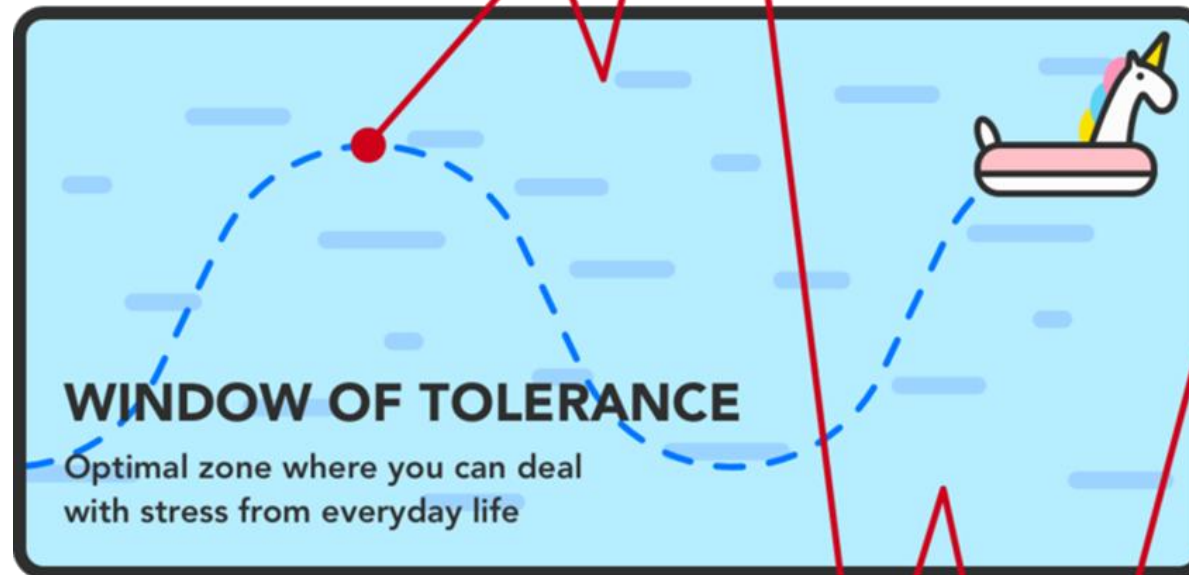 WINDOW OF TOLERANCE
Optimal zone where you can deal
with stress from everyday life